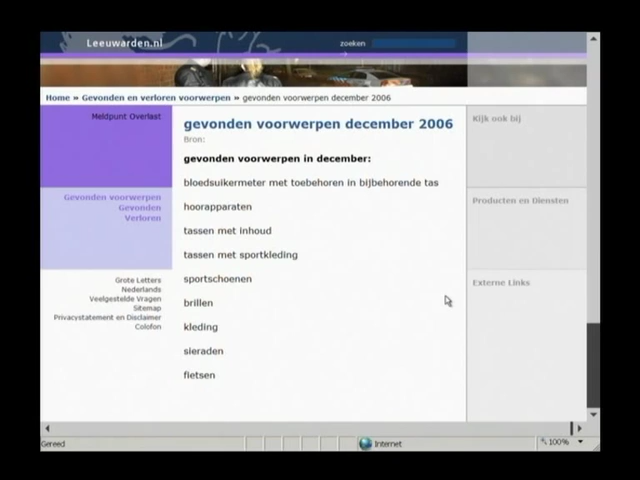 Leeuwarden.nl
zoeken
Home » Gevonden en verloren voorwerpen » gevonden voorwerpen december 2006
Meldpunt Overlast
Gevonden voorwerpen
Gevonden
Verloren
Grote Letters
Nederlands
Veelgestelde Vragen
Sitemap
Privacystatement en Disclaimer
Colofon
gevonden voorwerpen december 2006
Bron:
gevonden voorwerpen in december:
bloedsuikermeter met toebehoren in bijbehorende tas
hoorapparaten
tassen met inhoud
tassen met sportkleding
sportschoenen
brillen
kleding
sieraden
fietsen
Kijk ook bij
Producten en Diensten
Externe Links
Gereed
Internet
100%